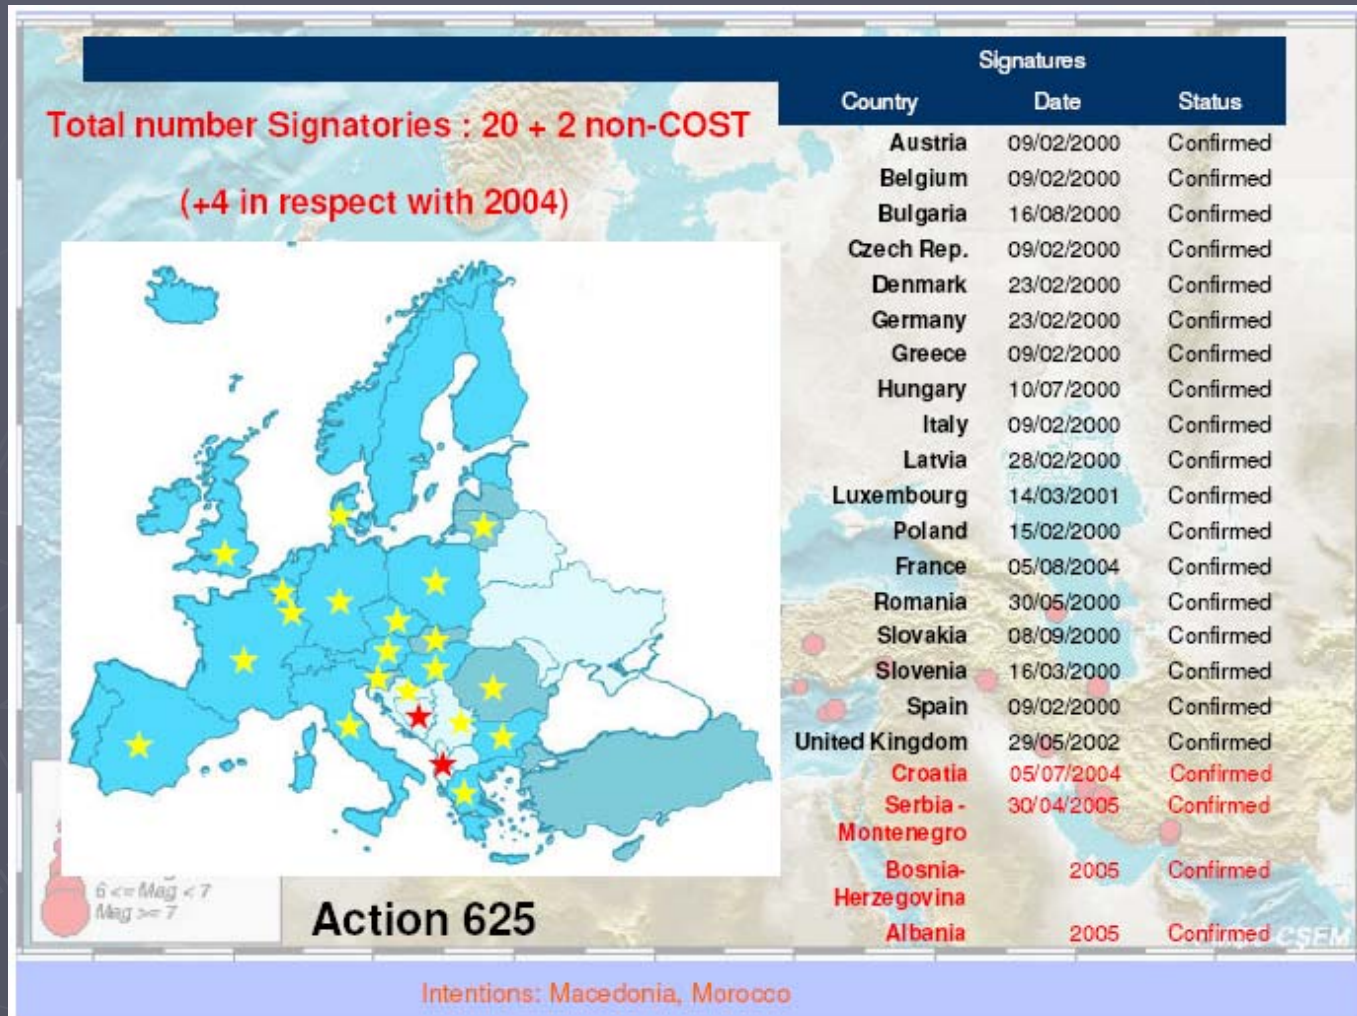 Signatures
Country Date Status
Total number Signatories : 20 + 2 non-COST
(+4 in respect with 2004)
Austria 09/02/2000 Confirmed
Belgium 09/02/2000 Confirmed
Bulgaria 16/08/2000 Confirmed
Czech Rep. 09/02/2000 Confirmed
Denmark 23/02/2000 Confirmed
Germany 23/02/2000 Confirmed
Greece 09/02/2000 Confirmed
Hungary 10/07/2000 Confirmed
Italy 09/02/2000 Confirmed
Latvia 28/02/2000 Confirmed
Luxembourg 14/03/2001 Confirmed
Poland 15/02/2000 Confirmed
France 05/08/2004 Confirmed
Romania 30/05/2000 Confirmed
Slovakia 08/09/2000 Confirmed
Slovenia 16/03/2000 Confirmed
Spain 09/02/2000 Confirmed
United Kingdom 29/05/2002 Confirmed
Croatia 05/07/2004 Confirmed
Serbia - 30/04/2005 Confirmed
Montenegro
Bosnia- 2005 Confirmed
Herzegovina
Albania 2005 Confirmed
6 <= Mag < 7
Mag >= 7
Action 625
CSEM
Intentions: Macedonia, Morocco